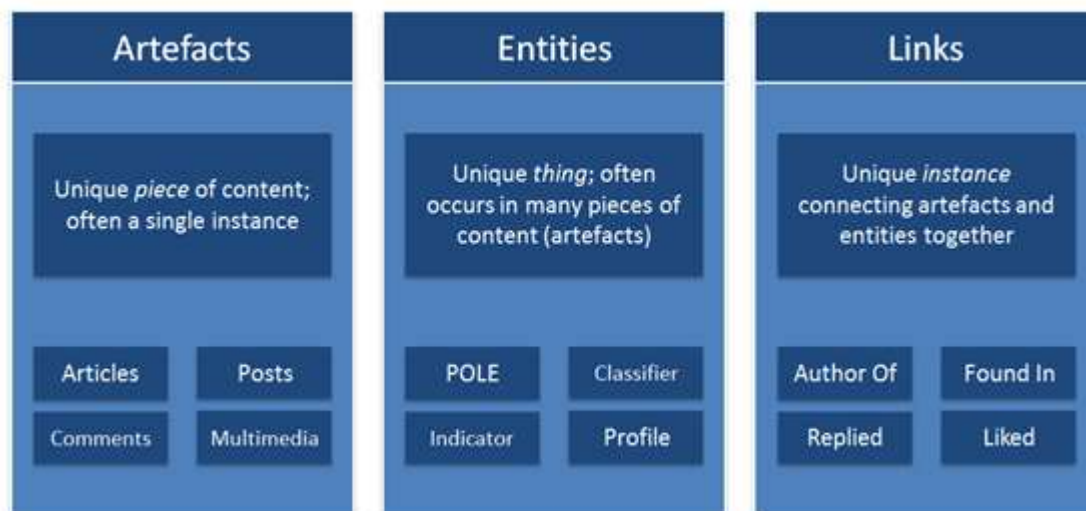 Artefacts
Unique piece of content;
often a single instance
Articles
Posts
Comments
Multimedia
Entities
Unique thing; often
occurs in many pieces of
content (artefacts)
POLE
Classifier
Indicator
Profile
Links
Unique instance
connecting artefacts and
entities together
Author Of
Found In
Replied
Liked